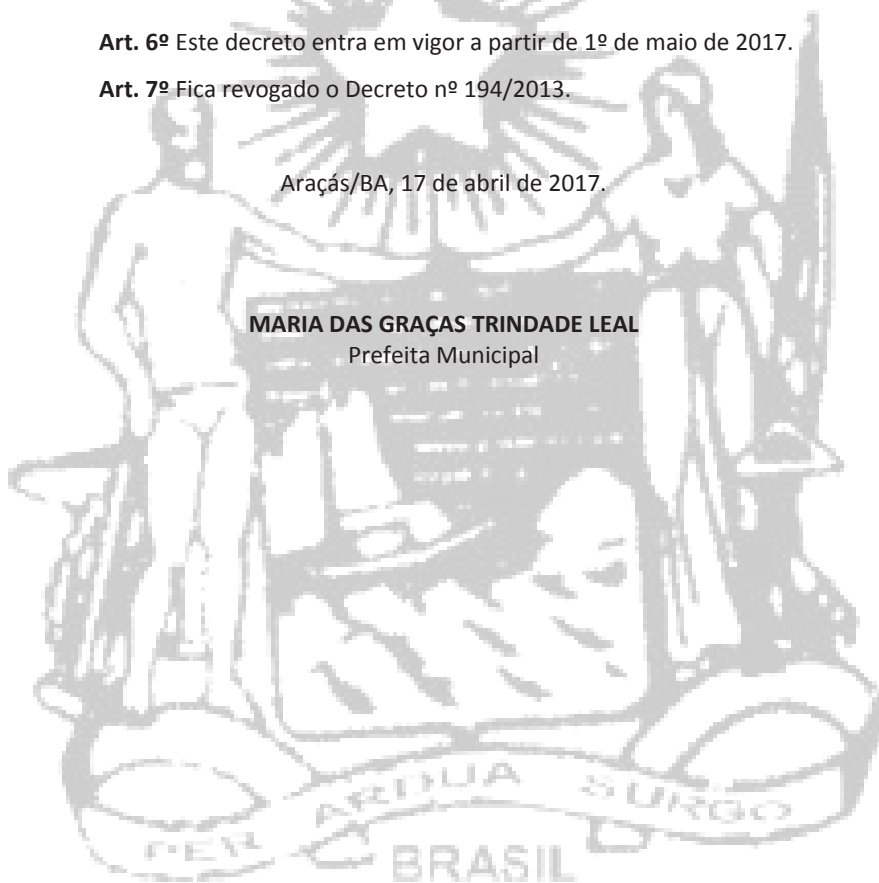 Art. 6º Este decreto entra em vigor a partir de 1º de maio de 2017.
Art. 7º Fica revogado o Decreto nº 194/2013.
Araçás/BA, 17 de abril de 2017.
MARIA DAS GRAÇAS TRINDADE LEAL
Prefeita Municipal
PER ARDUA SURGO
BRASIL